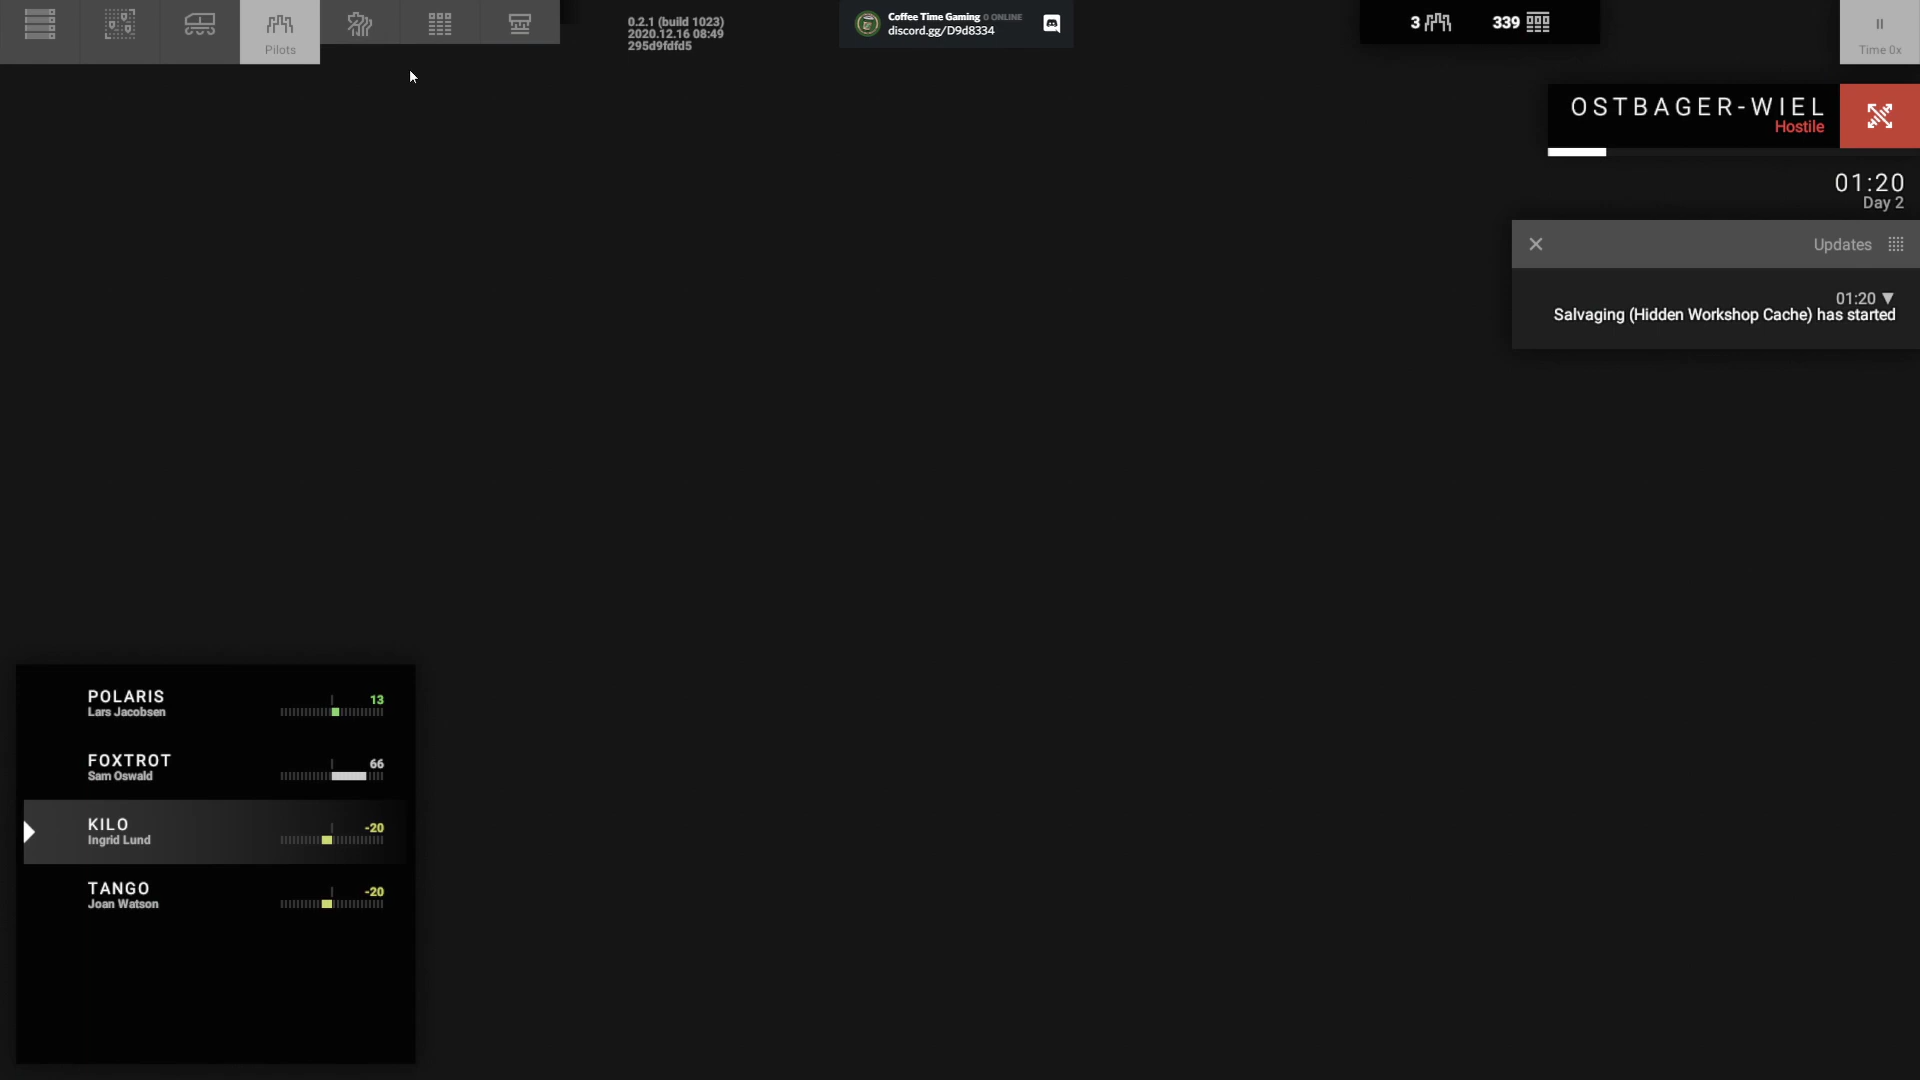 Pilots
0.2.1 (build 1023)
2020.12.16 08:49
295d9fdfd5
Coffee Time Gaming 0 ONLINE
discord.gg/D9d8334
3
339
Time 0x
OSTBAGER-WIEL
Hostile
01:20
Day 2
Updates
01:20 ▼
Salvaging (Hidden Workshop Cache) has started
POLARIS
Lars Jacobsen
13
FOXTROT
Sam Oswald
66
KILO
Ingrid Lund
-20
TANGO
Joan Watson
-20